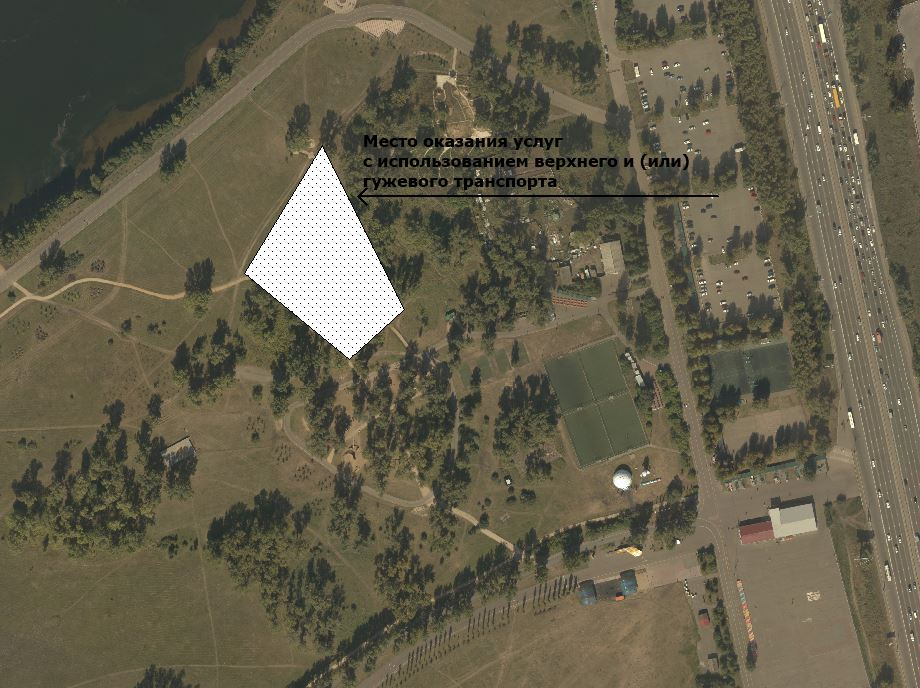 Место оказания услуг
с использованием верхнего и (или)
гужевого транспорта